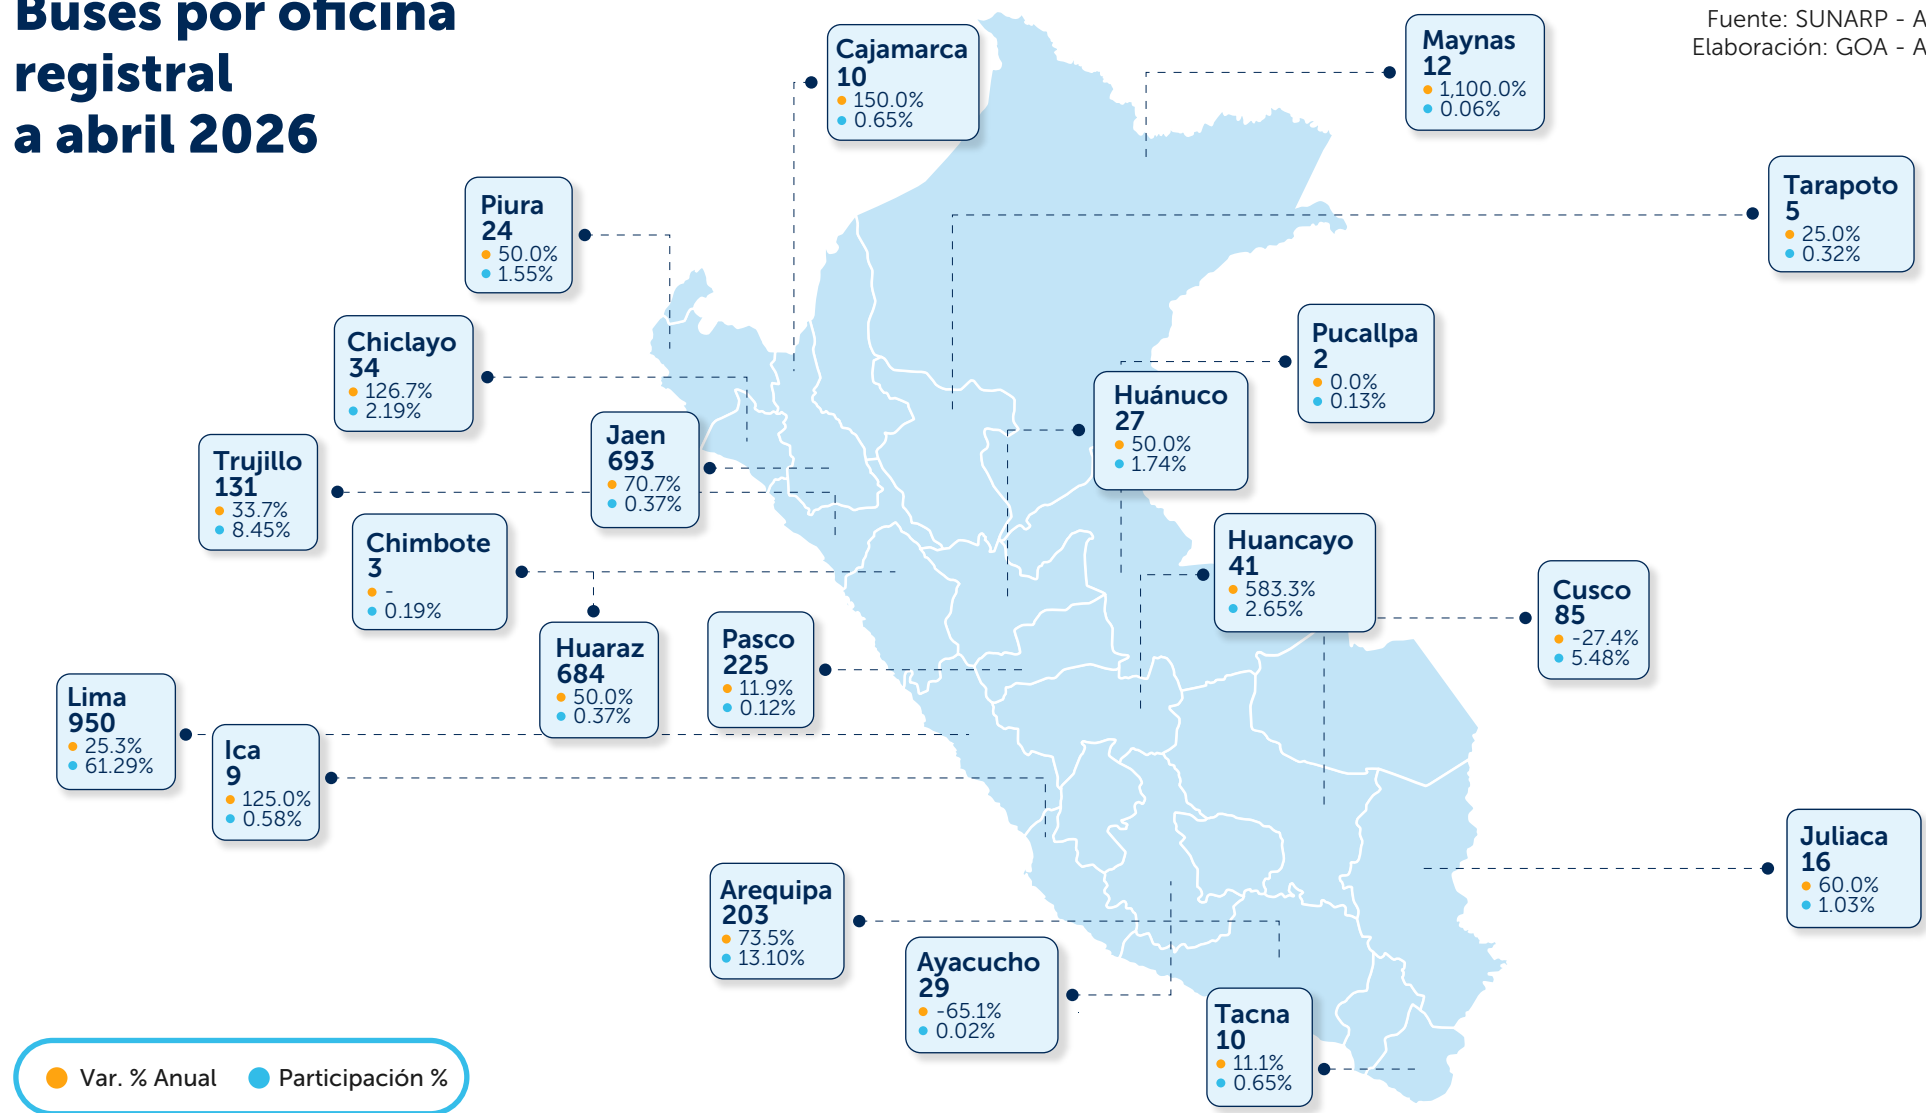 Buses por oficina
registral
a abril 2026
Fuente: SUNARP - A
Elaboración: GOA - A
Cajamarca
10
150.0%
0.65%
Maynas
12
1,100.0%
0.06%
Tarapoto
5
25.0%
0.32%
Piura
24
50.0%
1.55%
Chiclayo
34
126.7%
2.19%
Pucallpa
2
0.0%
0.13%
Huánuco
27
50.0%
1.74%
Jaen
693
70.7%
0.37%
Trujillo
131
33.7%
8.45%
Chimbote
3
-
0.19%
Huancayo
41
583.3%
2.65%
Cusco
85
-27.4%
5.48%
Huaraz
684
50.0%
0.37%
Pasco
225
11.9%
0.12%
Lima
950
25.3%
61.29%
Ica
9
125.0%
0.58%
Juliaca
16
60.0%
1.03%
Arequipa
203
73.5%
13.10%
Ayacucho
29
-65.1%
0.02%
Tacna
10
11.1%
0.65%
Var. % Anual
Participación %